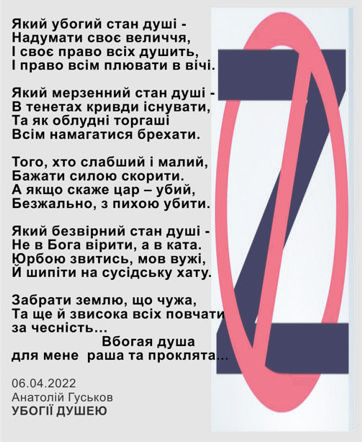 Який убогий стан душі -
Надумати своє величчя,
І своє право всіх душить,
І право всім плювати в вічі.
Який мерзенний стан душі -
В тенетах кривди існувати,
Та як облудні торгаші
Всім намагатися брехати.
Того, хто слабший і малий,
Бажати силою скорити.
А якщо скаже цар – убий,
Безжально, з пихою убити.
Який безвірний стан душі -
Не в Бога вірити, а в ката.
Юрбою звитись, мов вужі,
Й шипіти на сусідську хату.
Забрати землю, що чужа,
Та ще й звисока всіх повчати
за чесність...
Вбогая душа
для мене раша та проклята...
06.04.2022
Анатолій Гуськов
УБОГІЇ ДУШЕЮ
Z